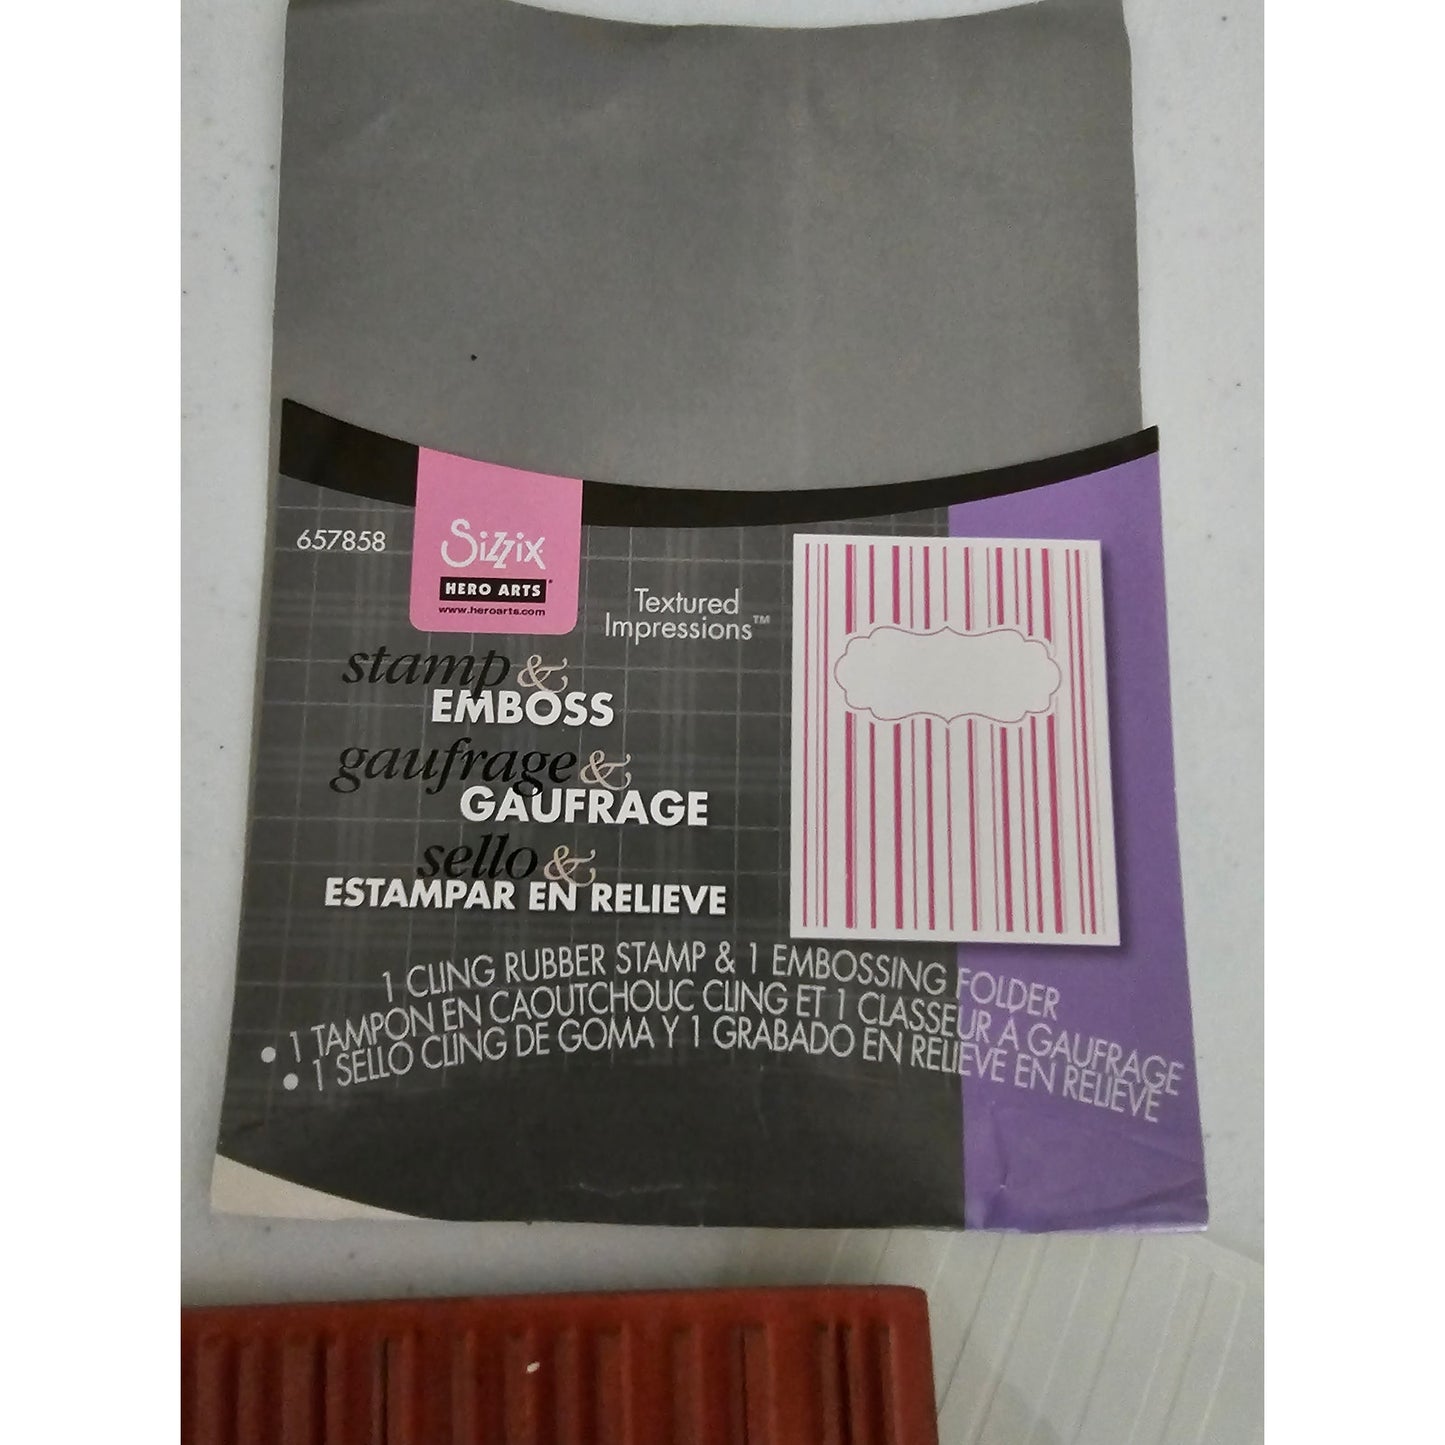 657858
Sizzix
HERO ARTS
www.heroarts.com
Textured
Impressions™
stamp &
EMBOSS
gaufrage &
GAUFRAGE
sello &
ESTAMPAR EN RELIEVE
1 CLING RUBBER STAMP & 1 EMBOSSING FOLDER
• 1 TAMPON EN CAOUTCHOUC CLING ET 1 CLASSEUR À GAUFRAGE
• 1 SELLO CLING DE GOMA Y 1 GRABADO EN RELIEVE EN RELIEVE